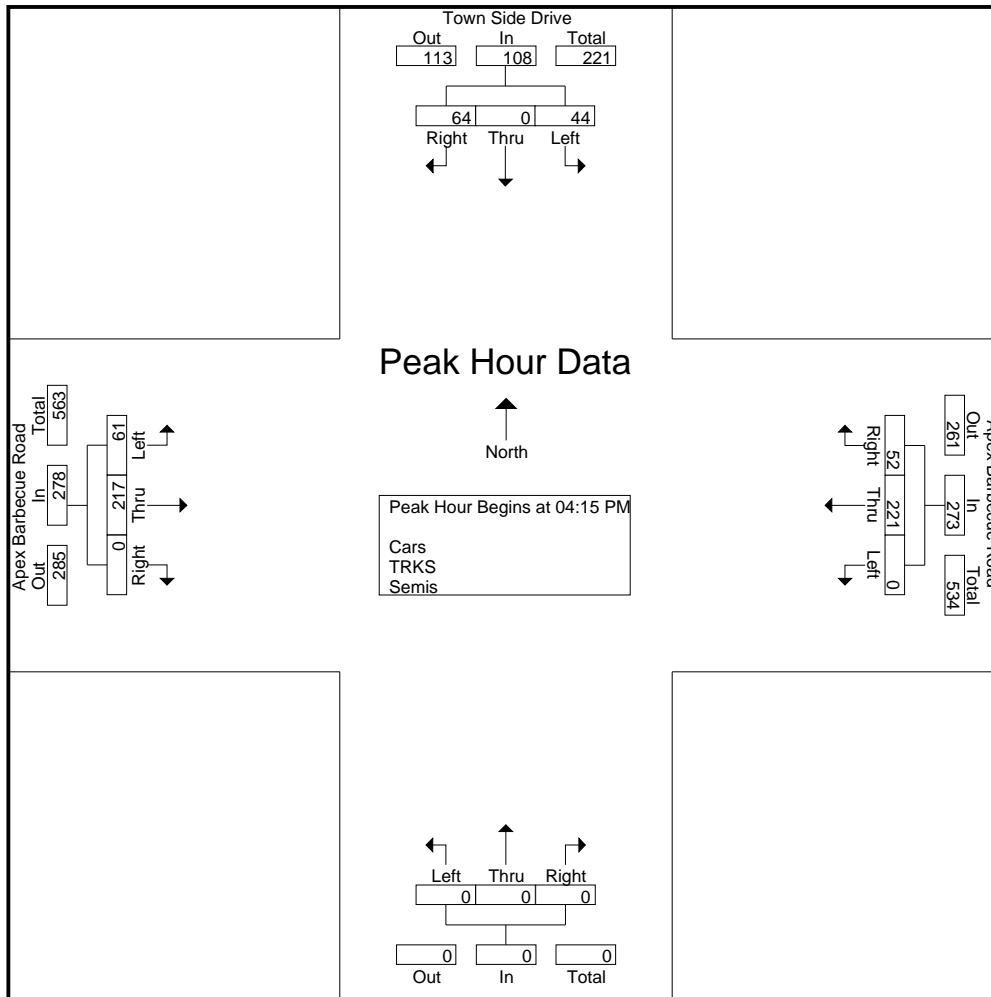 Town Side Drive
Out In Total
113 108 221
64 0 44
Right Thru Left
Peak Hour Data
North
Peak Hour Begins at 04:15 PM
Cars
TRKS
Semis
Apex Barbecue Road
Total In Out
563 278 285
61 217 0
Left Thru Right
Apex Barbecue Road
Out In Total
261 273 534
52 221 0
Right Thru Left
Left Thru Right
0 0 0
0 0 0
Out In Total